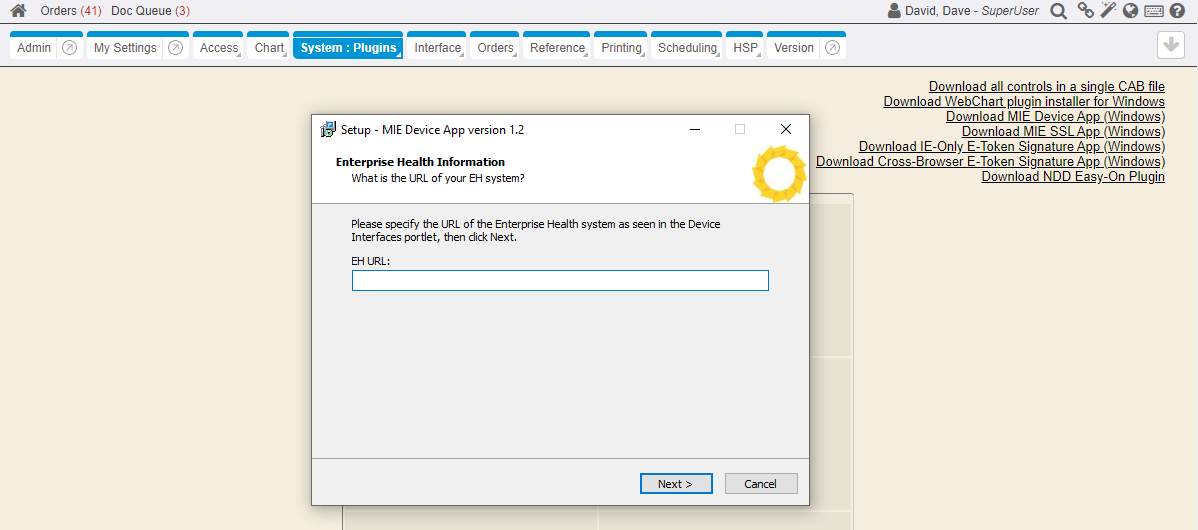 Orders (41) Doc Queue (3) David, Dave - SuperUser
Admin My Settings Access Chart System : Plugins Interface Orders Reference Printing Scheduling HSP Version
Download all controls in a single CAB file
Download WebChart plugin installer for Windows
Download MIE Device App (Windows)
Download MIE SSL App (Windows)
Download IE-Only E-Token Signature App (Windows)
Download Cross-Browser E-Token Signature App (Windows)
Download NDD Easy-On Plugin
Setup - MIE Device App version 1.2
Enterprise Health Information
What is the URL of your EH system?
Please specify the URL of the Enterprise Health system as seen in the Device
Interfaces portlet, then click Next.
EH URL:
Next > Cancel